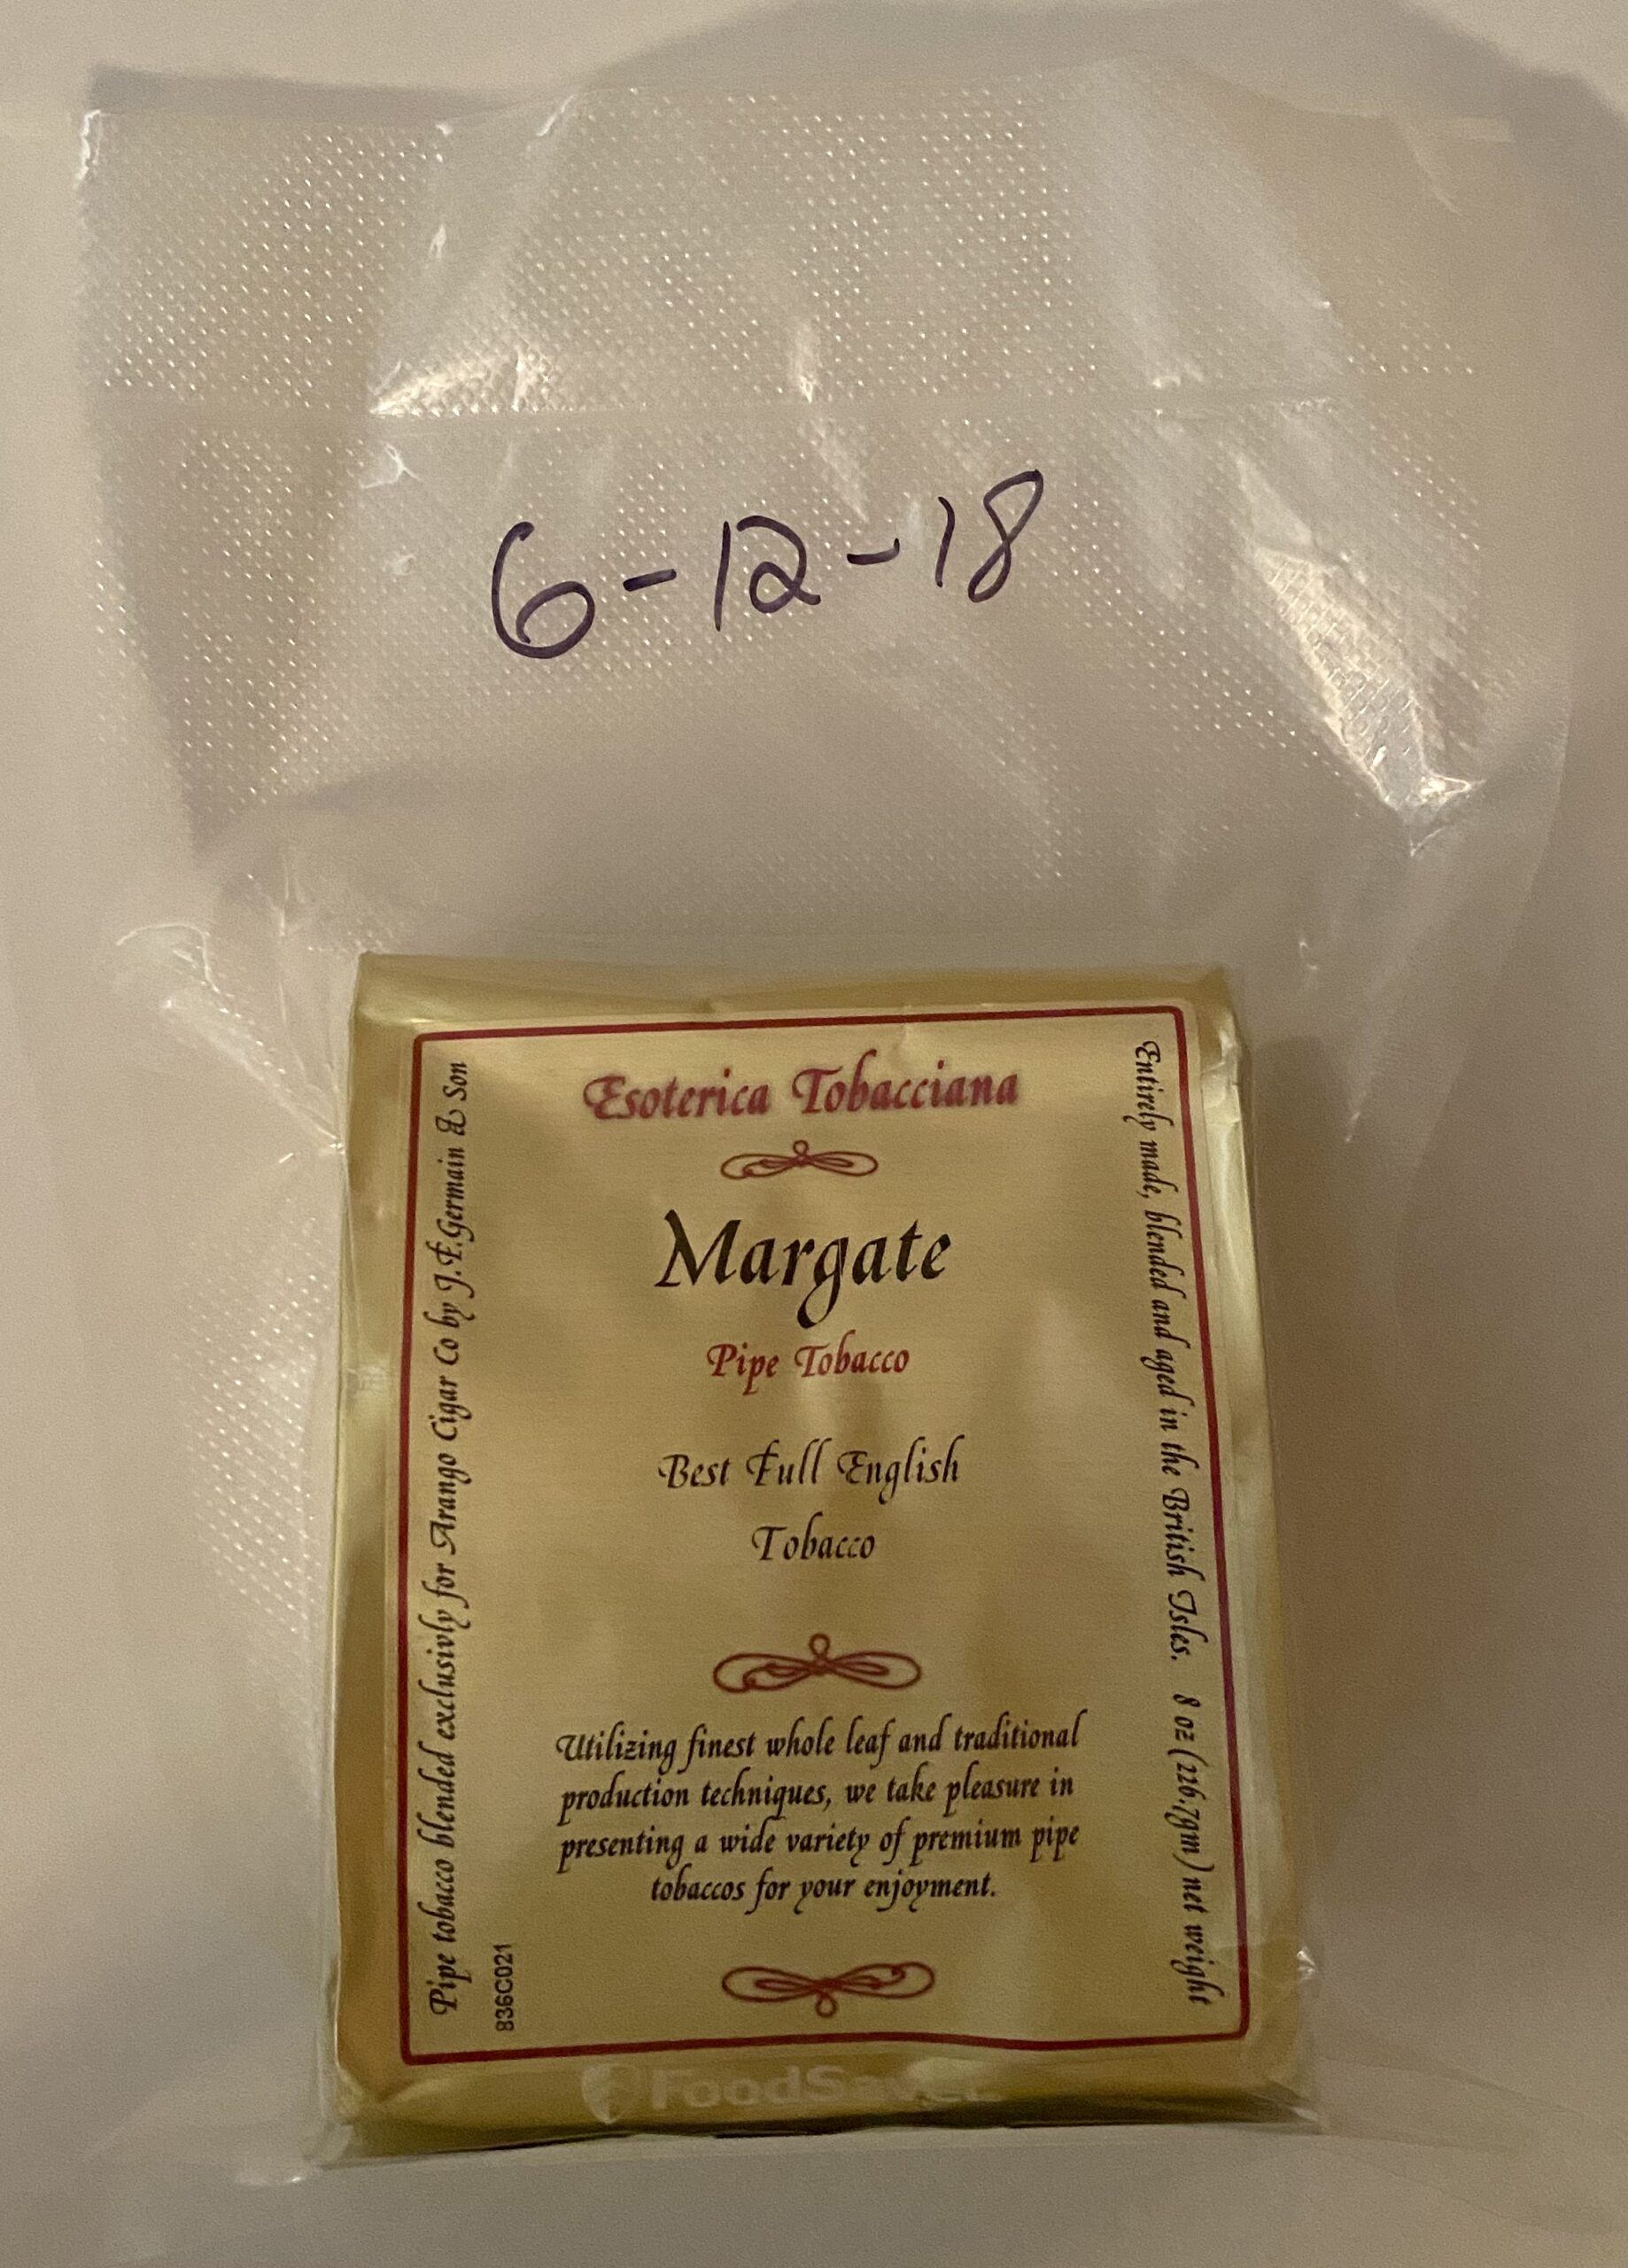 6-12-18
Esoterica Tobacciana
Margate
Pipe Tobacco
Best Full English
Tobacco
Utilizing finest whole leaf and traditional
production techniques, we take pleasure in
presenting a wide variety of premium pipe
tobaccos for your enjoyment.
Pipe tobacco blended exclusivly for Arango Cigar Co by J.F.Germain & Son
836C021
Entirely made, blended and aged in the British Isles. 8 oz (226.7gm) net weight
FoodSaver